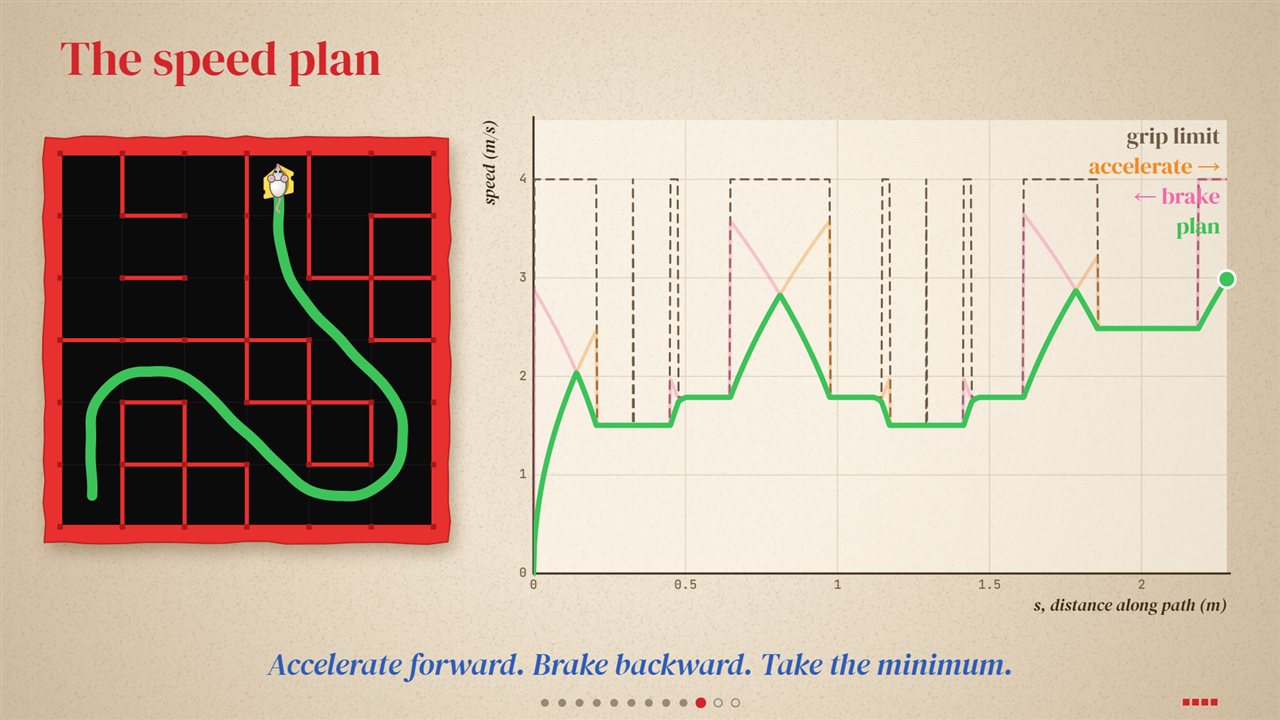 The speed plan
speed (m/s)
grip limit
accelerate →
← brake
plan
4
3
2
1
0
0
0.5
1
1.5
2
s, distance along path (m)
Accelerate forward. Brake backward. Take the minimum.